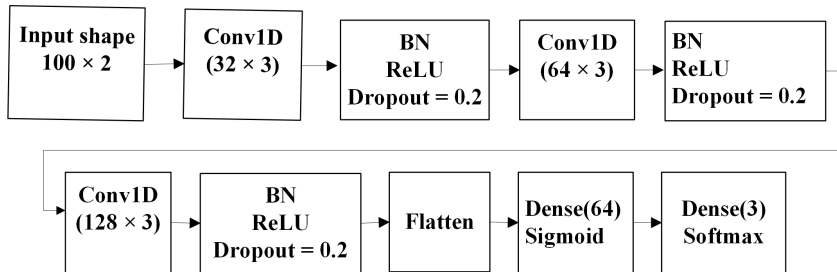 Input shape
100 × 2
Conv1D
(32 × 3)
BN
ReLU
Dropout = 0.2
Conv1D
(64 × 3)
BN
ReLU
Dropout = 0.2
Conv1D
(128 × 3)
BN
ReLU
Dropout = 0.2
Flatten
Dense(64)
Sigmoid
Dense(3)
Softmax